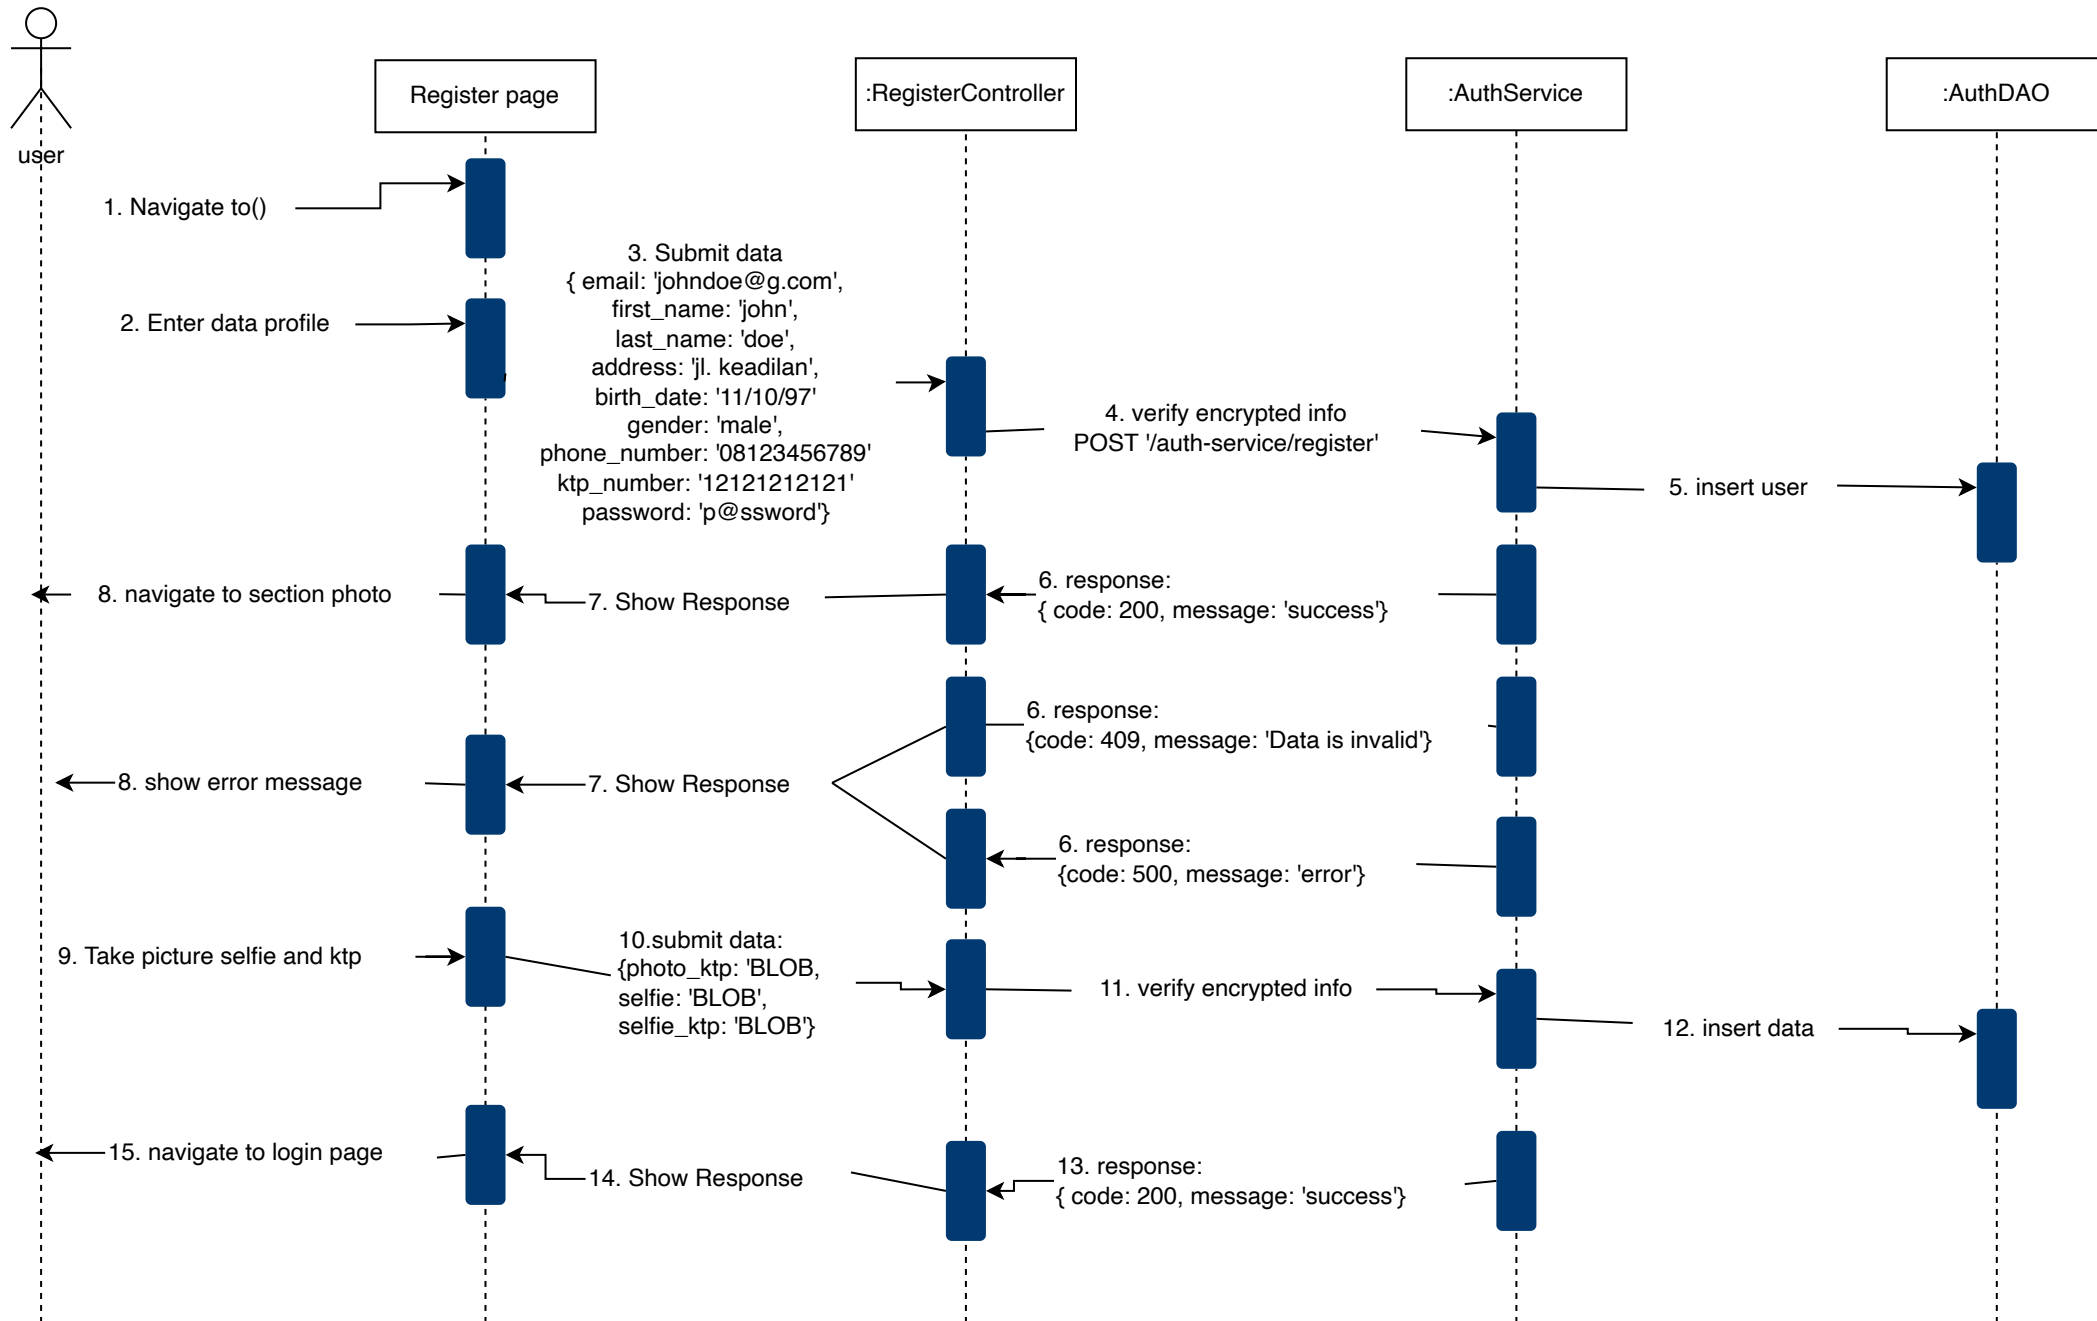 user
Register page
:RegisterController
:AuthService
:AuthDAO
1. Navigate to()
2. Enter data profile
3. Submit data
{ email: 'johndoe@g.com',
first_name: 'john',
last_name: 'doe',
address: 'jl. keadilan',
birth_date: '11/10/97'
gender: 'male',
phone_number: '08123456789'
ktp_number: '12121212121'
password: 'p@ssword'}
4. verify encrypted info
POST '/auth-service/register'
5. insert user
6. response:
{ code: 200, message: 'success'}
7. Show Response
8. navigate to section photo
6. response:
{code: 409, message: 'Data is invalid'}
7. Show Response
8. show error message
6. response:
{code: 500, message: 'error'}
9. Take picture selfie and ktp
10.submit data:
{photo_ktp: 'BLOB,
selfie: 'BLOB',
selfie_ktp: 'BLOB'}
11. verify encrypted info
12. insert data
13. response:
{ code: 200, message: 'success'}
14. Show Response
15. navigate to login page